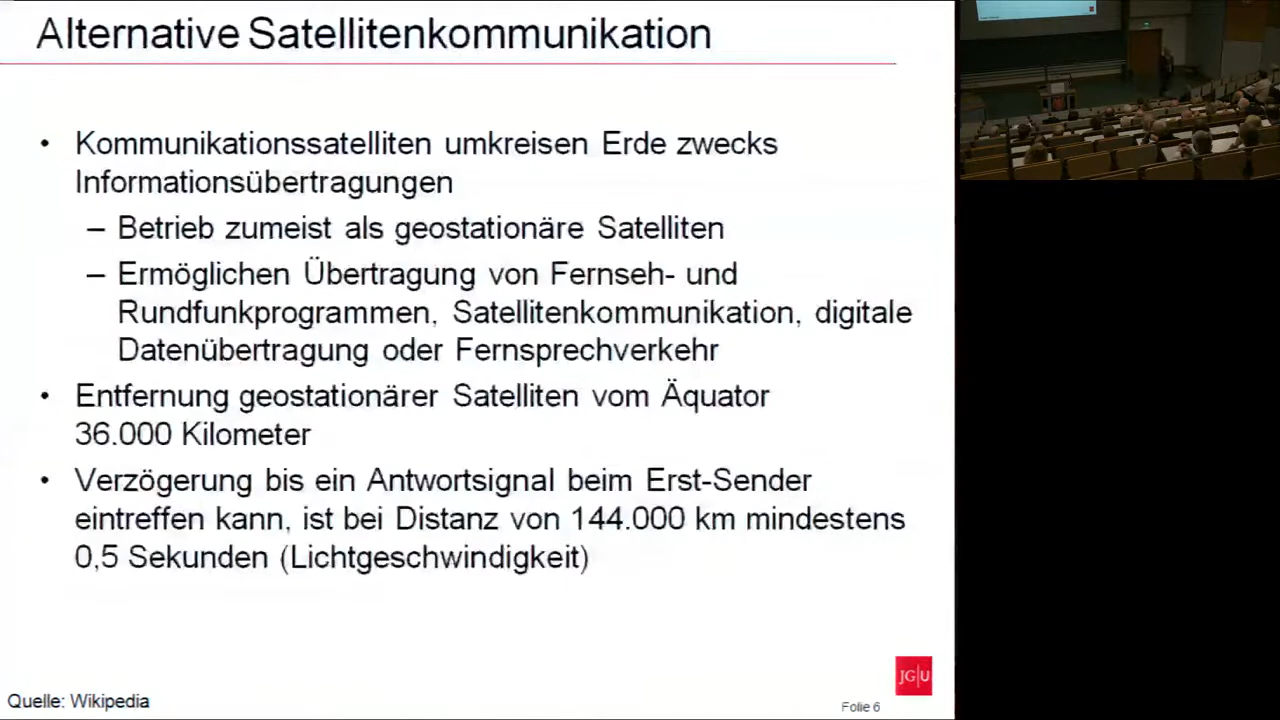 Alternative Satellitenkommunikation
• Kommunikationssatelliten umkreisen Erde zwecks
Informationsübertragungen
– Betrieb zumeist als geostationäre Satelliten
– Ermöglichen Übertragung von Fernseh- und
Rundfunkprogrammen, Satellitenkommunikation, digitale
Datenübertragung oder Fernsprechverkehr
• Entfernung geostationärer Satelliten vom Äquator
36.000 Kilometer
• Verzögerung bis ein Antwortsignal beim Erst-Sender
eintreffen kann, ist bei Distanz von 144.000 km mindestens
0,5 Sekunden (Lichtgeschwindigkeit)
JG|U
Quelle: Wikipedia
Folie 6